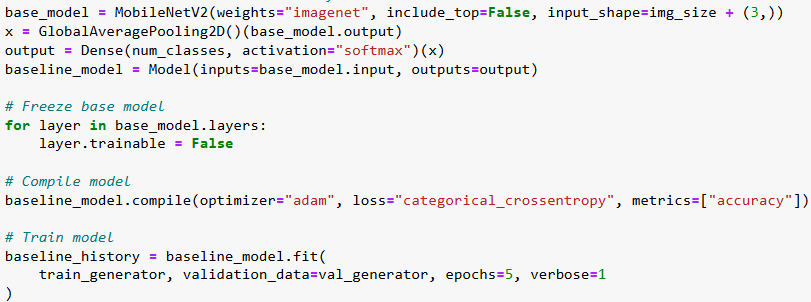 base_model = MobileNetV2(weights="imagenet", include_top=False, input_shape=img_size + (3,))
x = GlobalAveragePooling2D()(base_model.output)
output = Dense(num_classes, activation="softmax")(x)
baseline_model = Model(inputs=base_model.input, outputs=output)

# Freeze base model
for layer in base_model.layers:
    layer.trainable = False

# Compile model
baseline_model.compile(optimizer="adam", loss="categorical_crossentropy", metrics=["accuracy"])

# Train model
baseline_history = baseline_model.fit(
    train_generator, validation_data=val_generator, epochs=5, verbose=1
)